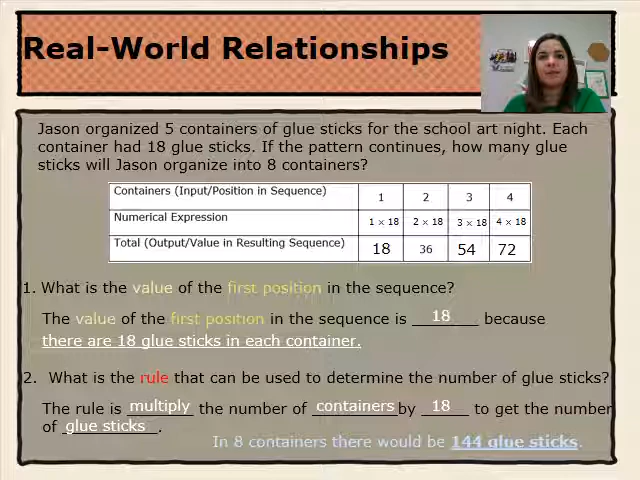 Real-World Relationships
Jason organized 5 containers of glue sticks for the school art night. Each
container had 18 glue sticks. If the pattern continues, how many glue
sticks will Jason organize into 8 containers?
Containers (Input/Position in Sequence) 1 2 3 4
Numerical Expression 1 × 18 2 × 18 3 × 18 4 × 18
Total (Output/Value in Resulting Sequence) 18 36 54 72
1. What is the value of the first position in the sequence?
The value of the first position in the sequence is 18 because
there are 18 glue sticks in each container.
2. What is the rule that can be used to determine the number of glue sticks?
The rule is multiply the number of containers by 18 to get the number
of glue sticks.
In 8 containers there would be 144 glue sticks.